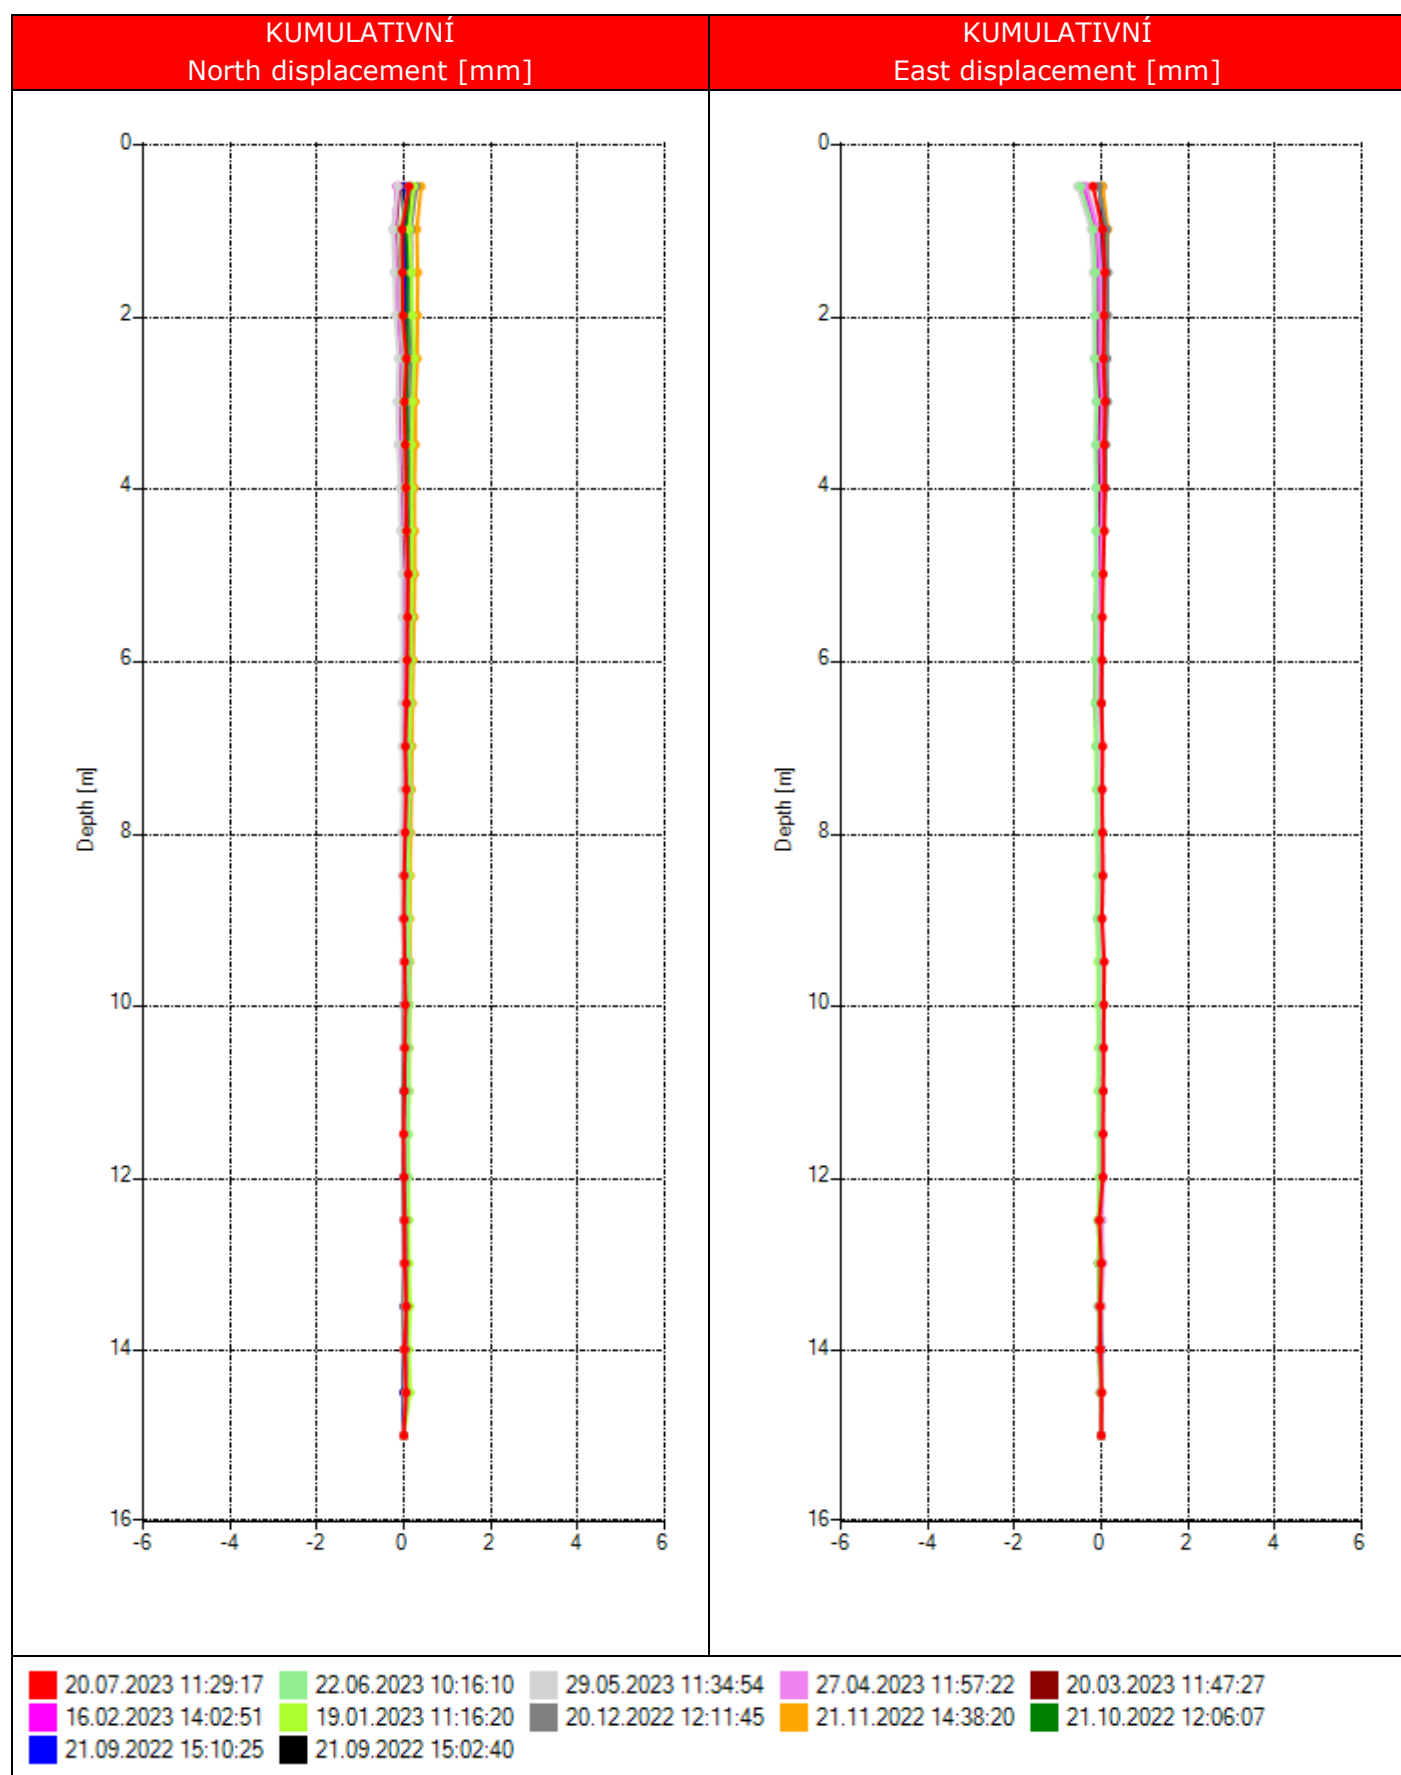 KUMULATIVNÍ
North displacement [mm]
KUMULATIVNÍ
East displacement [mm]
0
2
4
6
8
10
12
14
16
Depth [m]
-6 -4 -2 0 2 4 6
0
2
4
6
8
10
12
14
16
Depth [m]
-6 -4 -2 0 2 4 6
20.07.2023 11:29:17 22.06.2023 10:16:10 29.05.2023 11:34:54 27.04.2023 11:57:22 20.03.2023 11:47:27
16.02.2023 14:02:51 19.01.2023 11:16:20 20.12.2022 12:11:45 21.11.2022 14:38:20 21.10.2022 12:06:07
21.09.2022 15:10:25 21.09.2022 15:02:40